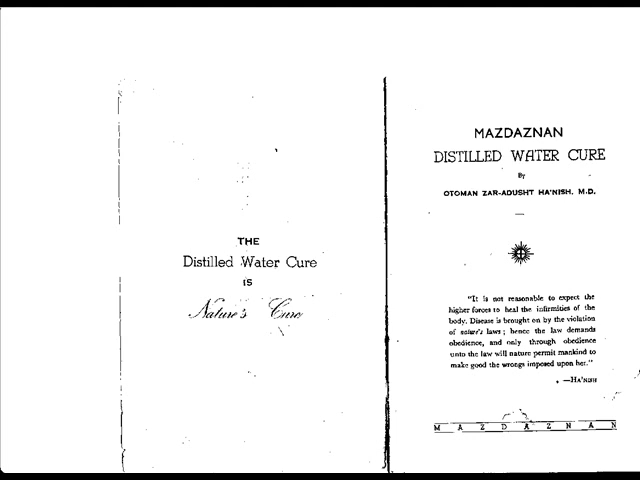 THE
Distilled Water Cure
IS
Nature's Cure
MAZDAZNAN
DISTILLED WATER CURE
By
OTOMAN ZAR-ADUSHT HA'NISH, M.D.
"It is not reasonable to expect the
higher forces to heal the infirmities of the
body. Disease is brought on by the violation
of nature's laws; hence the law demands
obedience, and only through obedience
unto the law will nature permit mankind to
make good the wrongs imposed upon her."
—HA'NISH
M A Z D A Z N A N